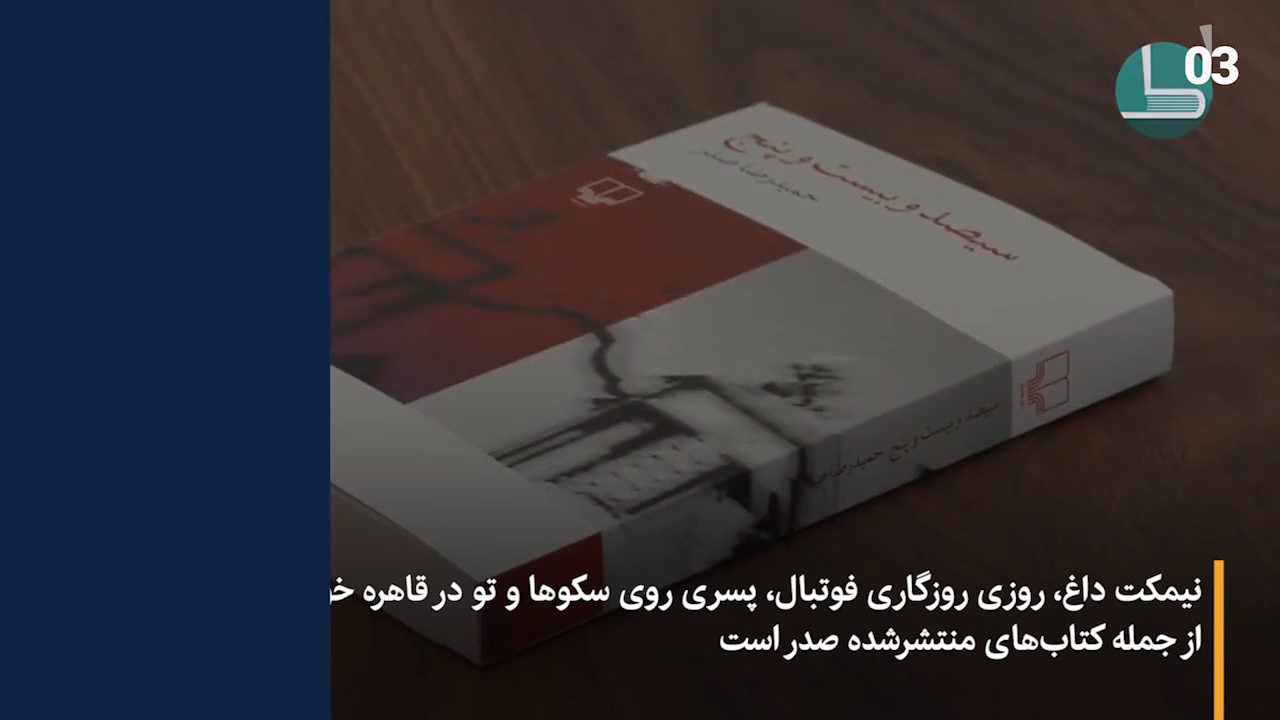 03
سیصد و بیست و پنج
حمیدرضا صدر
سیصد و بیست و پنج حمیدرضا
نیمکت داغ، روزی روزگاری فوتبال، پسری روی سکوها و تو در قاهره
از جمله کتاب‌های منتشرشده صدر است